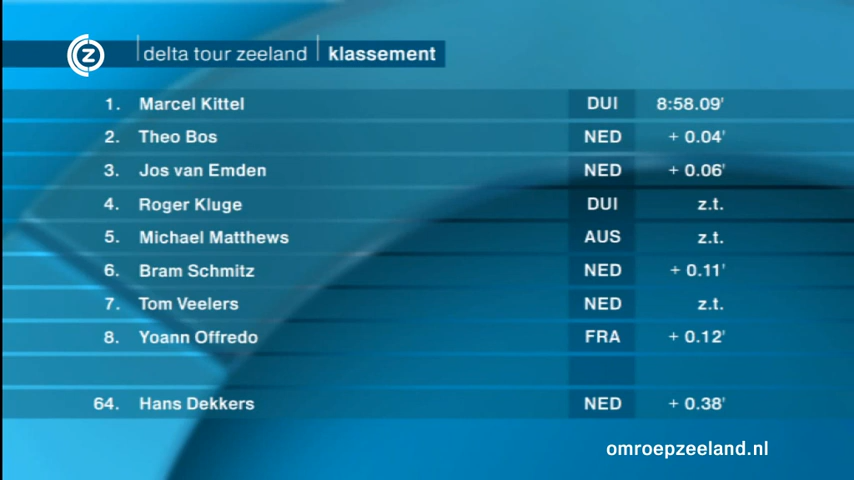 Z delta tour zeeland klassement
1. Marcel Kittel DUI 8:58.09'
2. Theo Bos NED + 0.04'
3. Jos van Emden NED + 0.06'
4. Roger Kluge DUI z.t.
5. Michael Matthews AUS z.t.
6. Bram Schmitz NED + 0.11'
7. Tom Veelers NED z.t.
8. Yoann Offredo FRA + 0.12'
64. Hans Dekkers NED + 0.38'
omroepzeeland.nl